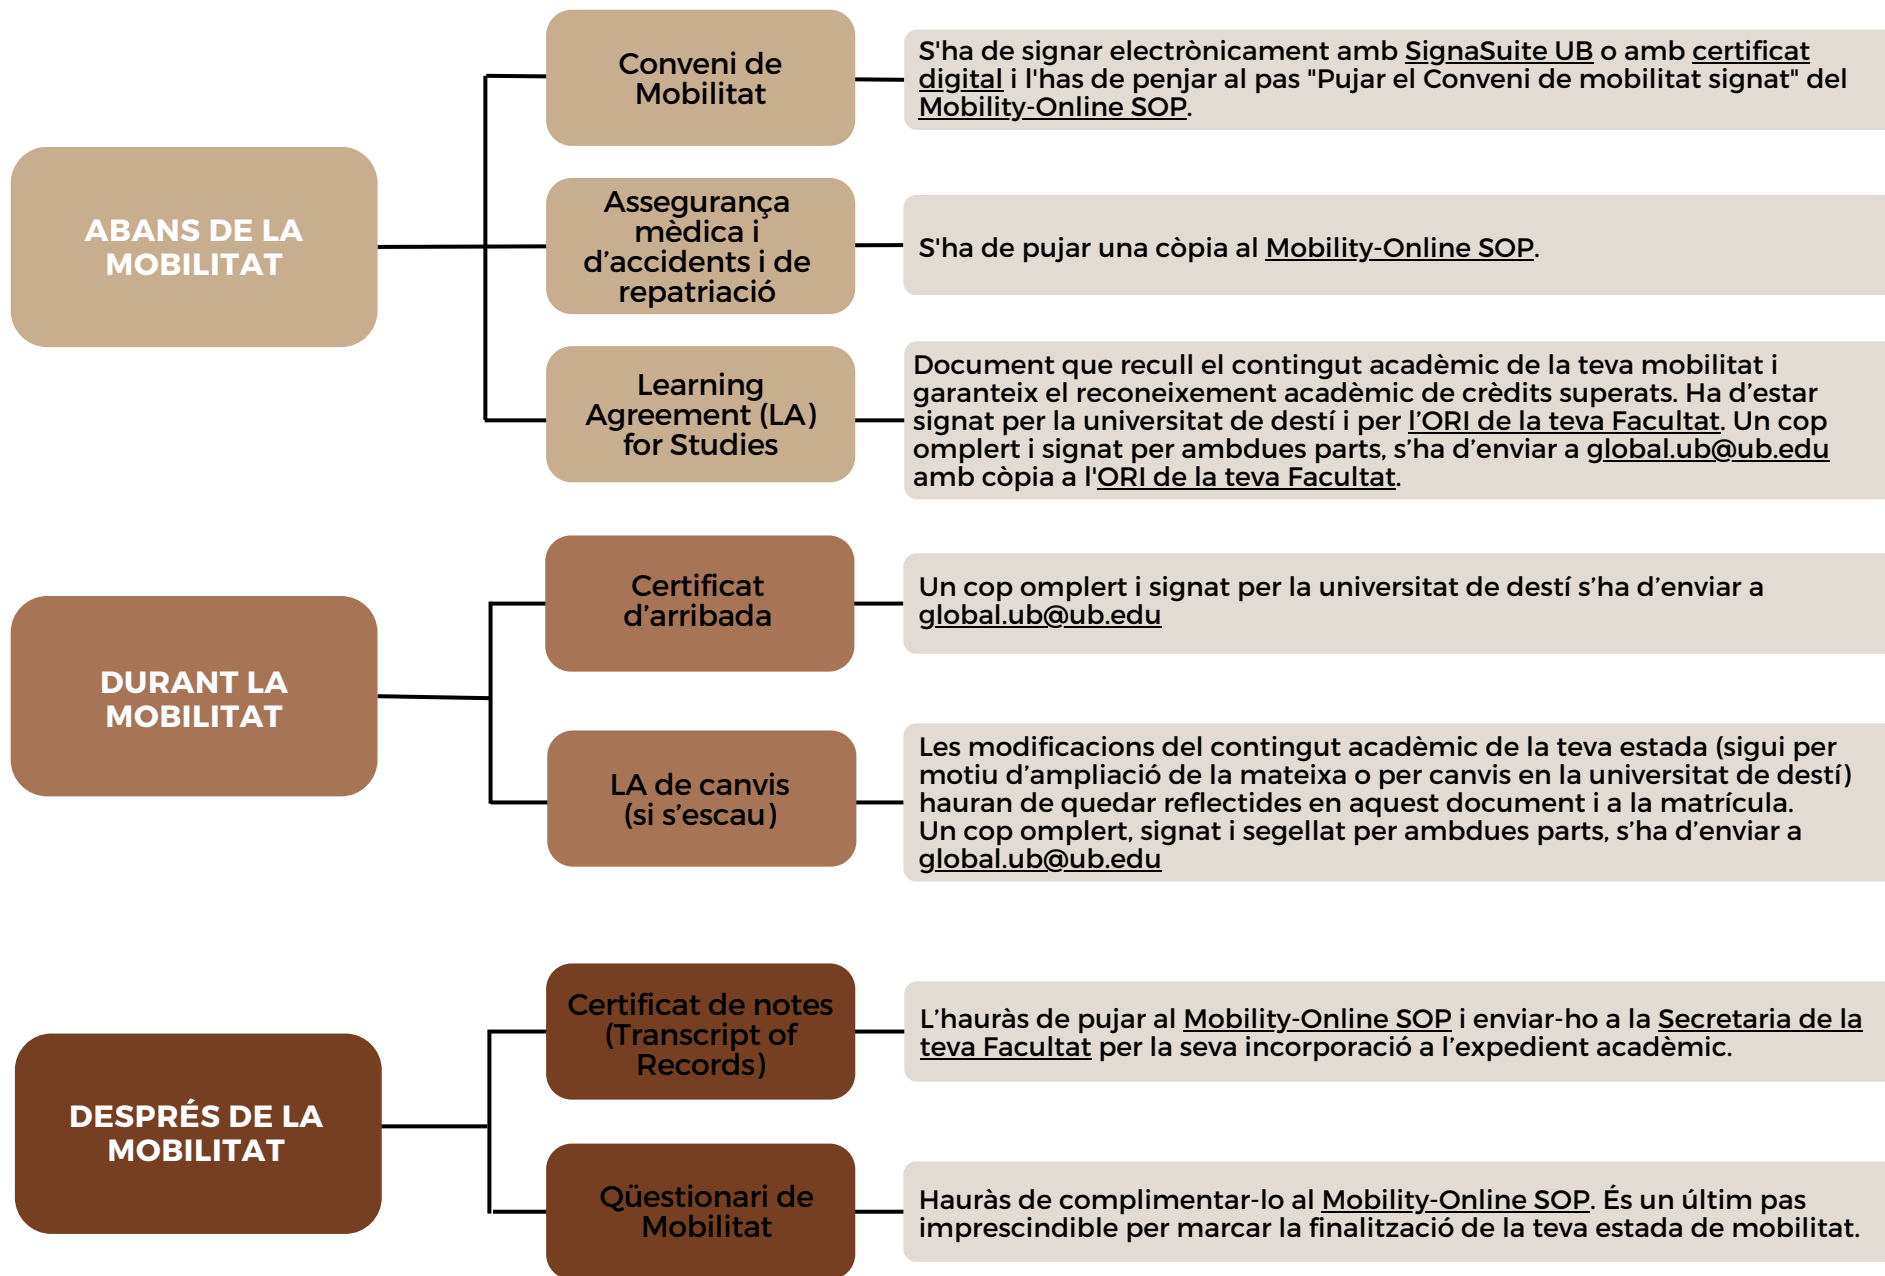 ABANS DE LA
MOBILITAT
Conveni de
Mobilitat
S'ha de signar electrònicament amb SignaSuite UB o amb certificat
digital i l'has de penjar al pas "Pujar el Conveni de mobilitat signat" del
Mobility-Online SOP.
Assegurança
mèdica i
d’accidents i de
repatriació
S'ha de pujar una còpia al Mobility-Online SOP.
Learning
Agreement (LA)
for Studies
Document que recull el contingut acadèmic de la teva mobilitat i
garanteix el reconeixement acadèmic de crèdits superats. Ha d’estar
signat per la universitat de destí i per l’ORI de la teva Facultat. Un cop
omplert i signat per ambdues parts, s’ha d’enviar a global.ub@ub.edu
amb còpia a l'ORI de la teva Facultat.
DURANT LA
MOBILITAT
Certificat
d’arribada
Un cop omplert i signat per la universitat de destí s’ha d’enviar a
global.ub@ub.edu
LA de canvis
(si s’escau)
Les modificacions del contingut acadèmic de la teva estada (sigui per
motiu d’ampliació de la mateixa o per canvis en la universitat de destí)
hauran de quedar reflectides en aquest document i a la matrícula.
Un cop omplert, signat i segellat per ambdues parts, s’ha d’enviar a
global.ub@ub.edu
DESPRÉS DE LA
MOBILITAT
Certificat de notes
(Transcript of
Records)
L’hauràs de pujar al Mobility-Online SOP i enviar-ho a la Secretaria de la
teva Facultat per la seva incorporació a l’expedient acadèmic.
Qüestionari de
Mobilitat
Hauràs de complimentar-lo al Mobility-Online SOP. És un últim pas
imprescindible per marcar la finalització de la teva estada de mobilitat.